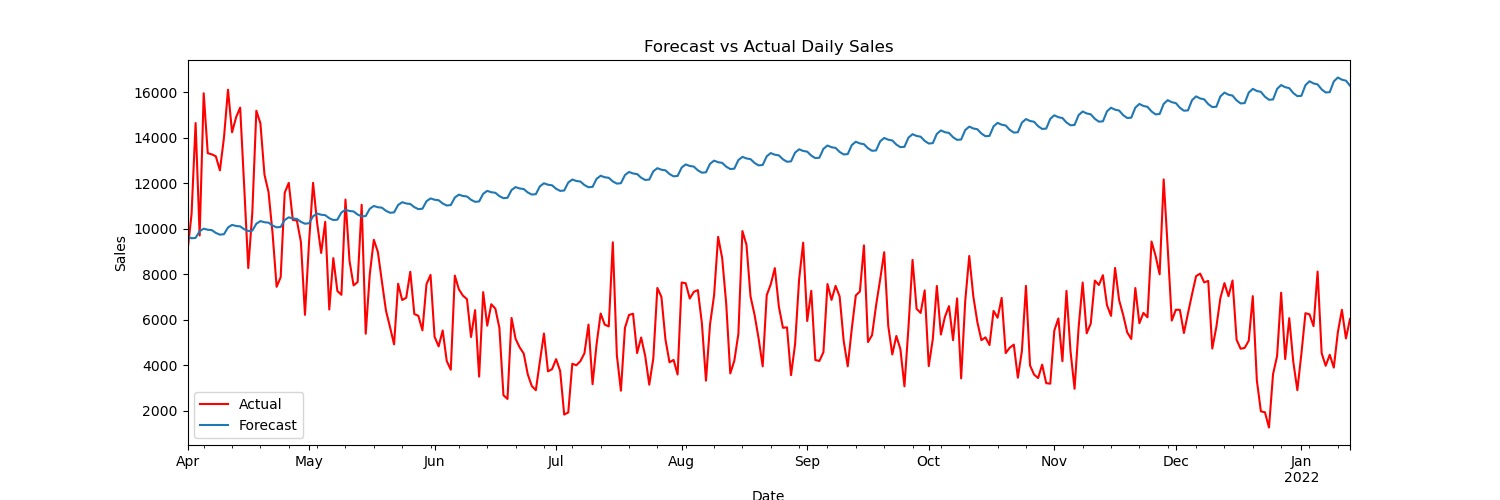 Forecast vs Actual Daily Sales
Sales
16000
14000
12000
10000
8000
6000
4000
2000
Actual
Forecast
Apr
May
Jun
Jul
Aug
Sep
Oct
Nov
Dec
Jan
2022
Date